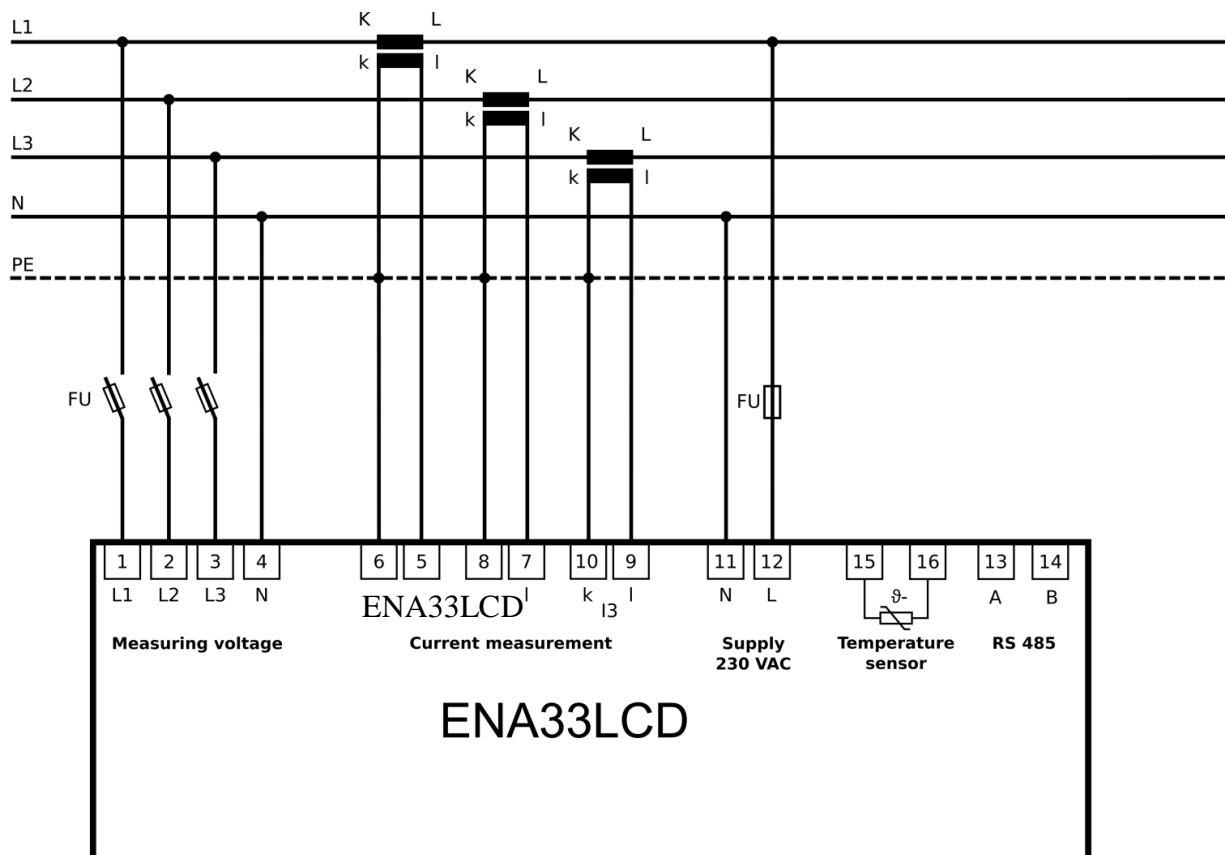 L1
K L
k l
L2
K L
k l
L3
K L
k l
N
PE
FU
FU
1 2 3 4 6 5 8 7 10 9 11 12 15 16 13 14
L1 L2 L3 N ENA33LCD l k l N L ϑ- A B
I3
Measuring voltage Current measurement Supply Temperature RS 485
230 VAC sensor
ENA33LCD